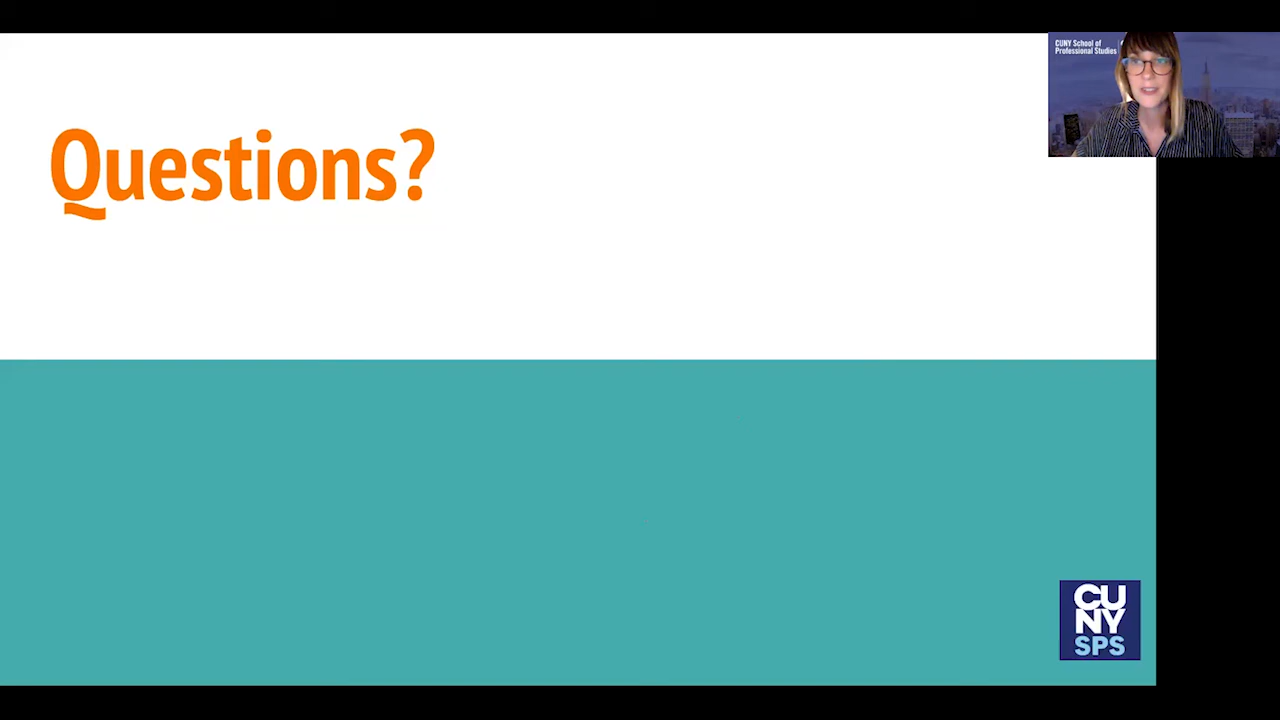 Questions?
CUNY School of
Professional Studies
CU
NY
SPS